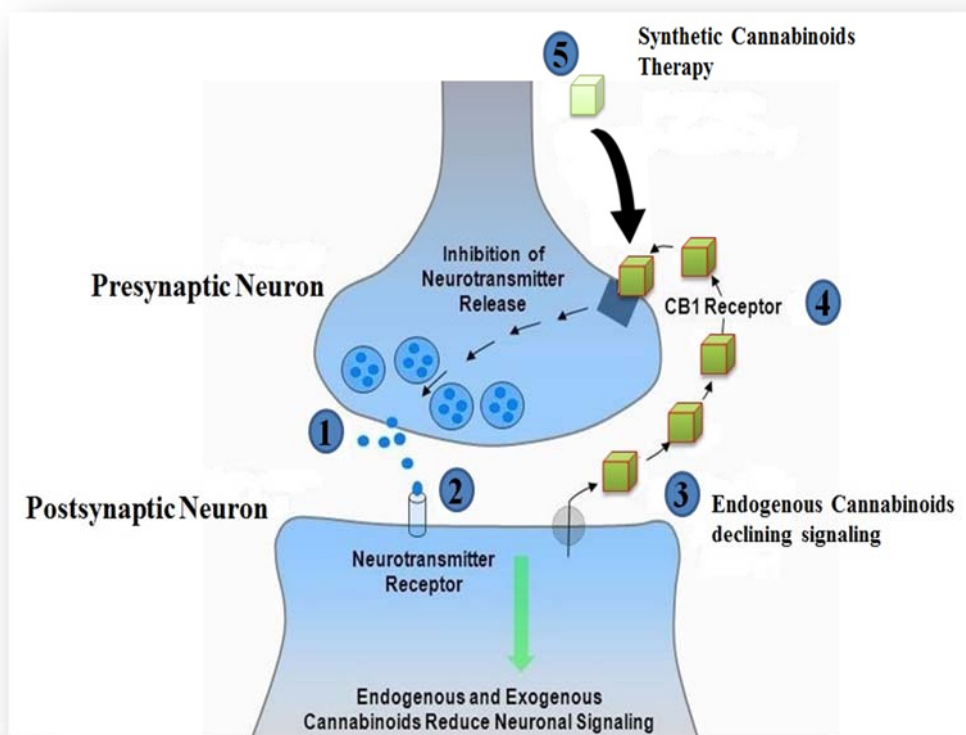 5
Synthetic Cannabinoids
Therapy
Inhibition of
Neurotransmitter
Release
Presynaptic Neuron
CB1 Receptor
4
1
2
3
Postsynaptic Neuron
Endogenous Cannabinoids
declining signaling
Neurotransmitter
Receptor
Endogenous and Exogenous
Cannabinoids Reduce Neuronal Signaling